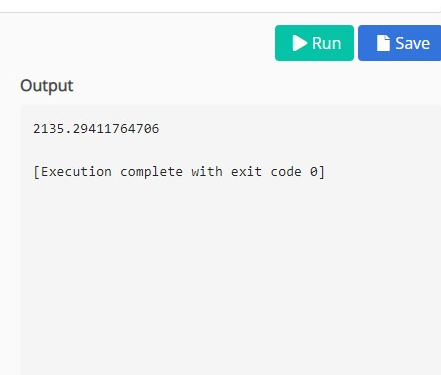 Run Save
Output
2135.29411764706
[Execution complete with exit code 0]